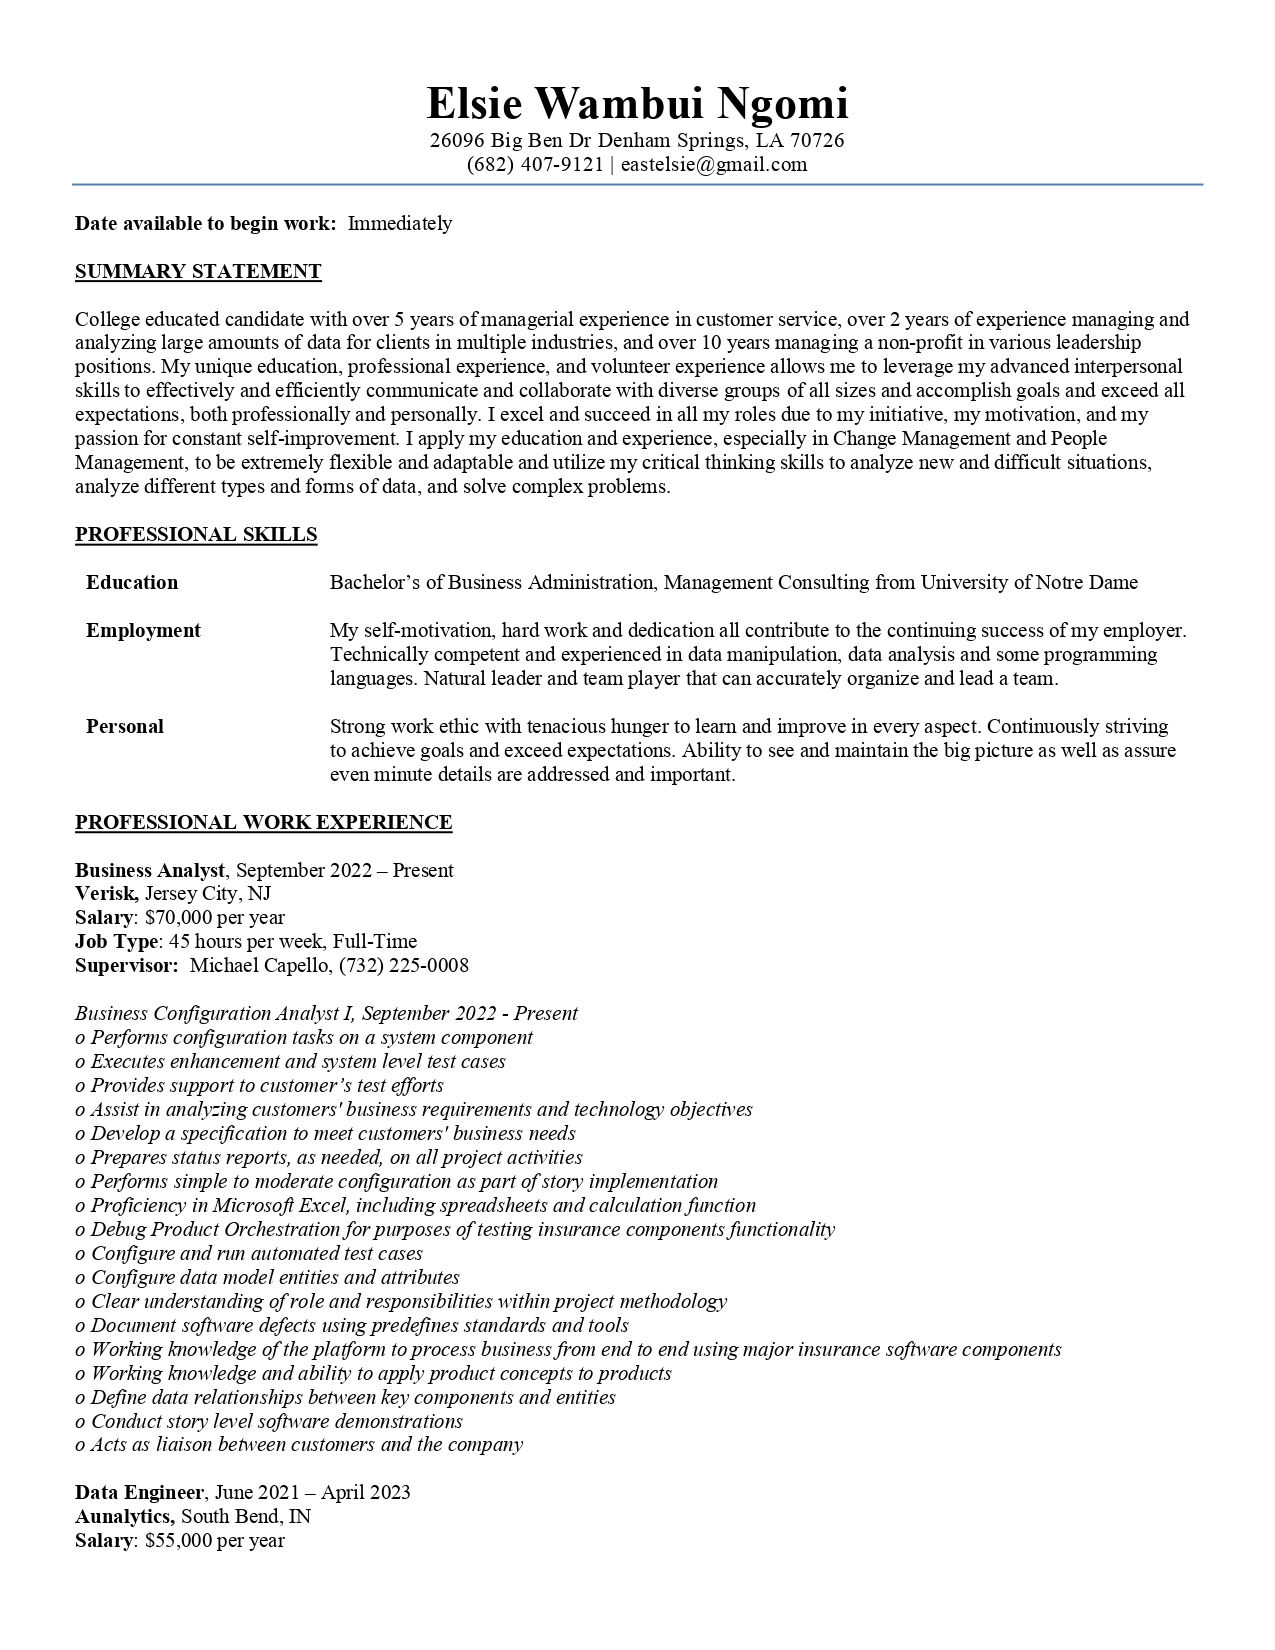 Elsie Wambui Ngomi
26096 Big Ben Dr Denham Springs, LA 70726
(682) 407-9121 | eastelsie@gmail.com
Date available to begin work: Immediately
SUMMARY STATEMENT
College educated candidate with over 5 years of managerial experience in customer service, over 2 years of experience managing and
analyzing large amounts of data for clients in multiple industries, and over 10 years managing a non-profit in various leadership
positions. My unique education, professional experience, and volunteer experience allows me to leverage my advanced interpersonal
skills to effectively and efficiently communicate and collaborate with diverse groups of all sizes and accomplish goals and exceed all
expectations, both professionally and personally. I excel and succeed in all my roles due to my initiative, my motivation, and my
passion for constant self-improvement. I apply my education and experience, especially in Change Management and People
Management, to be extremely flexible and adaptable and utilize my critical thinking skills to analyze new and difficult situations,
analyze different types and forms of data, and solve complex problems.
PROFESSIONAL SKILLS
Education Bachelor’s of Business Administration, Management Consulting from University of Notre Dame
Employment My self-motivation, hard work and dedication all contribute to the continuing success of my employer.
Technically competent and experienced in data manipulation, data analysis and some programming
languages. Natural leader and team player that can accurately organize and lead a team.
Personal Strong work ethic with tenacious hunger to learn and improve in every aspect. Continuously striving
to achieve goals and exceed expectations. Ability to see and maintain the big picture as well as assure
even minute details are addressed and important.
PROFESSIONAL WORK EXPERIENCE
Business Analyst, September 2022 – Present
Verisk, Jersey City, NJ
Salary: $70,000 per year
Job Type: 45 hours per week, Full-Time
Supervisor: Michael Capello, (732) 225-0008
Business Configuration Analyst I, September 2022 - Present
o Performs configuration tasks on a system component
o Executes enhancement and system level test cases
o Provides support to customer’s test efforts
o Assist in analyzing customers' business requirements and technology objectives
o Develop a specification to meet customers' business needs
o Prepares status reports, as needed, on all project activities
o Performs simple to moderate configuration as part of story implementation
o Proficiency in Microsoft Excel, including spreadsheets and calculation function
o Debug Product Orchestration for purposes of testing insurance components functionality
o Configure and run automated test cases
o Configure data model entities and attributes
o Clear understanding of role and responsibilities within project methodology
o Document software defects using predefines standards and tools
o Working knowledge of the platform to process business from end to end using major insurance software components
o Working knowledge and ability to apply product concepts to products
o Define data relationships between key components and entities
o Conduct story level software demonstrations
o Acts as liaison between customers and the company
Data Engineer, June 2021 – April 2023
Aunalytics, South Bend, IN
Salary: $55,000 per year